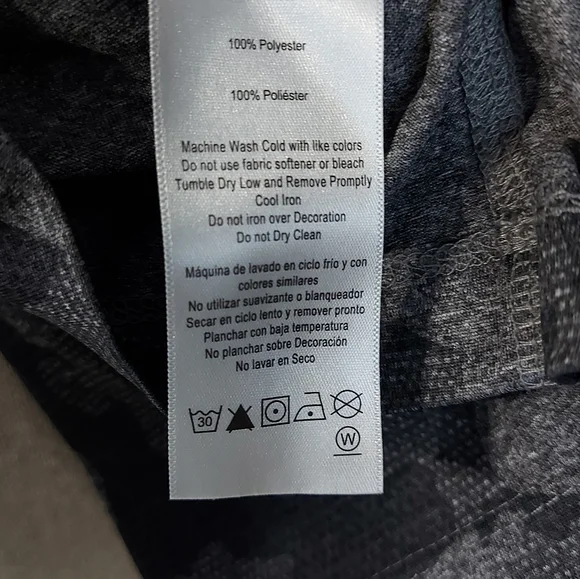 100% Polyester
100% Poliéster
Machine Wash Cold with like colors
Do not use fabric softener or bleach
Tumble Dry Low and Remove Promptly
Cool Iron
Do not iron over Decoration
Do not Dry Clean
Máquina de lavado en ciclo frío y con
colores similares
No utilizar suavizante o blanqueador
Secar en ciclo lento y remover pronto
Planchar con baja temperatura
No planchar sobre Decoración
No lavar en Seco
30
W